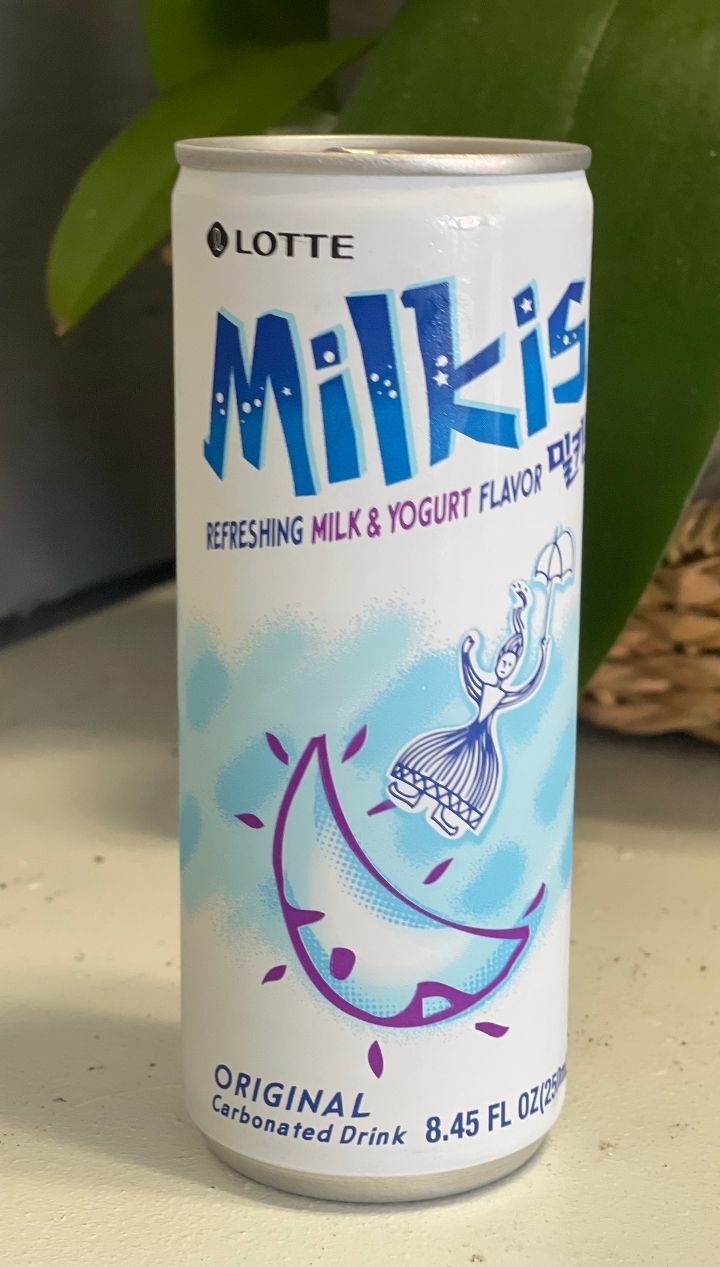 LOTTE
Milkis
REFRESHING MILK & YOGURT FLAVOR
ORIGINAL
Carbonated Drink 8.45 FL OZ